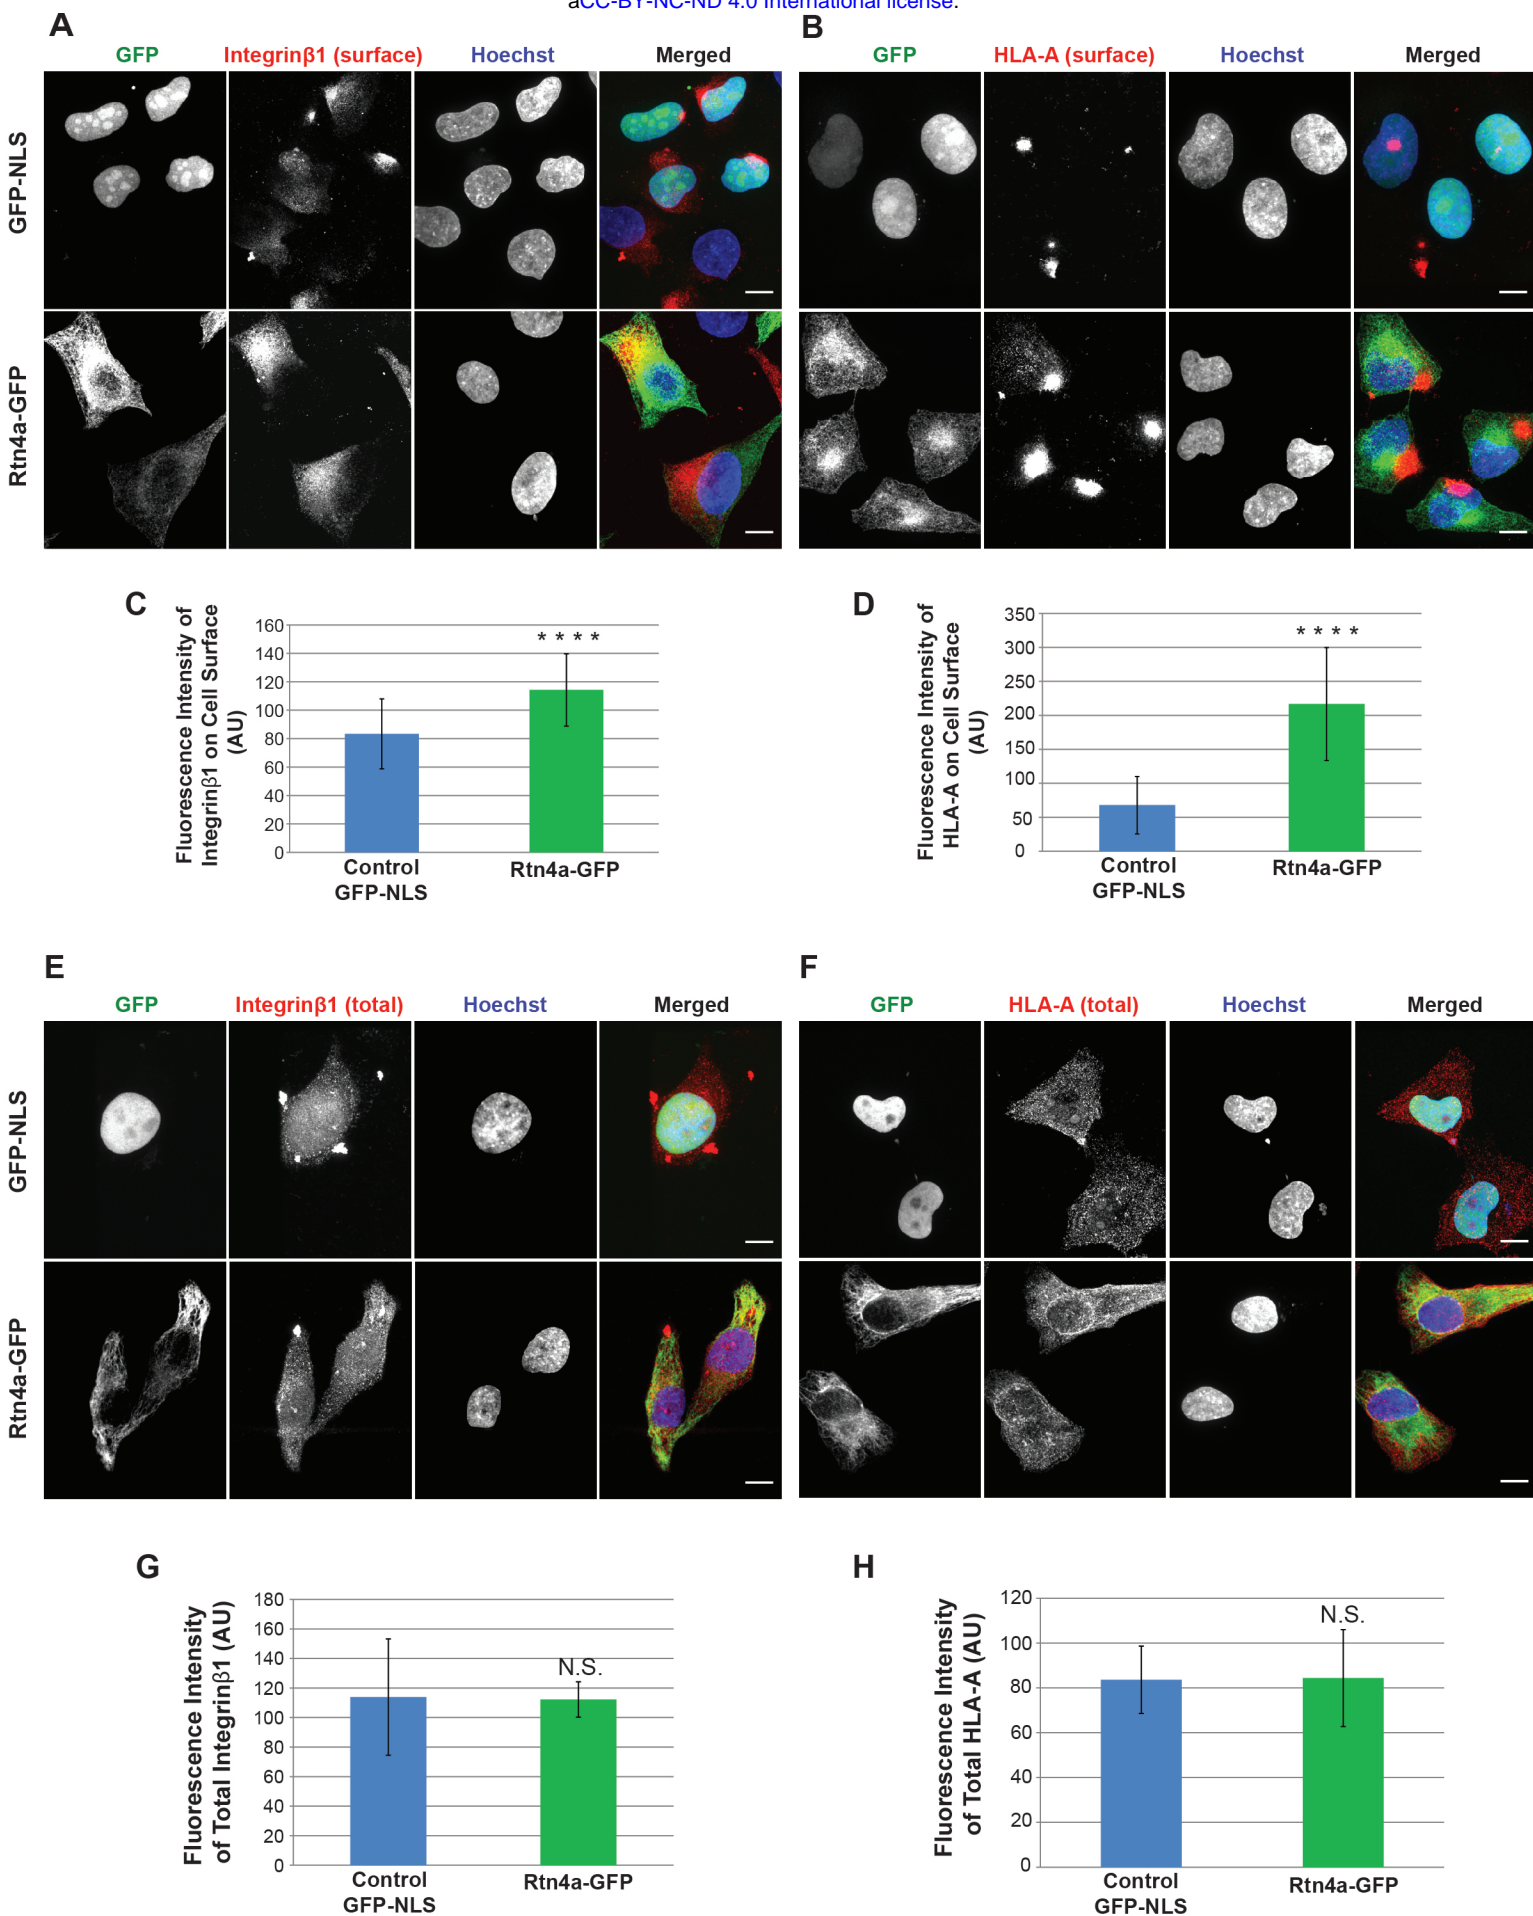 aCC-BY-NC-ND 4.0 International license.
A
GFP
Integrinβ1 (surface)
Hoechst
Merged
GFP-NLS
Rtn4a-GFP
B
GFP
HLA-A (surface)
Hoechst
Merged
C
Fluorescence Intensity of
Integrinβ1 on Cell Surface
(AU)
160
140
120
100
80
60
40
20
0
* * * *
Control
GFP-NLS
Rtn4a-GFP
D
Fluorescence Intensity of
HLA-A on Cell Surface
(AU)
350
300
250
200
150
100
50
0
* * * *
Control
GFP-NLS
Rtn4a-GFP
E
GFP
Integrinβ1 (total)
Hoechst
Merged
GFP-NLS
Rtn4a-GFP
F
GFP
HLA-A (total)
Hoechst
Merged
G
Fluorescence Intensity
of Total Integrinβ1 (AU)
180
160
140
120
100
80
60
40
20
0
N.S.
Control
GFP-NLS
Rtn4a-GFP
H
Fluorescence Intensity
of Total HLA-A (AU)
120
100
80
60
40
20
0
N.S.
Control
GFP-NLS
Rtn4a-GFP